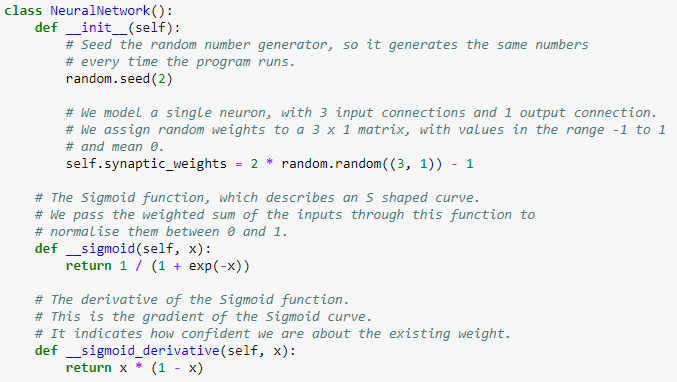 class NeuralNetwork():
    def __init__(self):
        # Seed the random number generator, so it generates the same numbers
        # every time the program runs.
        random.seed(2)

        # We model a single neuron, with 3 input connections and 1 output connection.
        # We assign random weights to a 3 x 1 matrix, with values in the range -1 to 1
        # and mean 0.
        self.synaptic_weights = 2 * random.random((3, 1)) - 1

    # The Sigmoid function, which describes an S shaped curve.
    # We pass the weighted sum of the inputs through this function to
    # normalise them between 0 and 1.
    def __sigmoid(self, x):
        return 1 / (1 + exp(-x))

    # The derivative of the Sigmoid function.
    # This is the gradient of the Sigmoid curve.
    # It indicates how confident we are about the existing weight.
    def __sigmoid_derivative(self, x):
        return x * (1 - x)